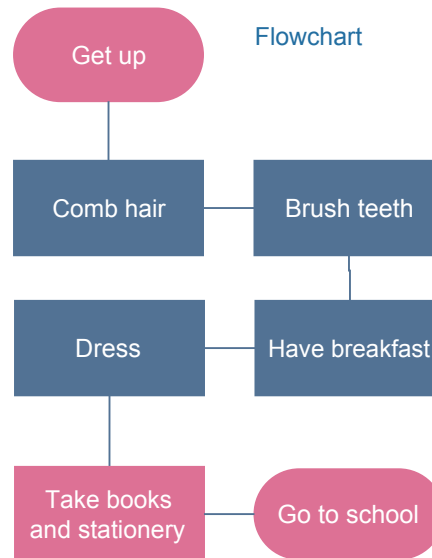 Flowchart
Get up
Comb hair
Brush teeth
Have breakfast
Dress
Take books
and stationery
Go to school